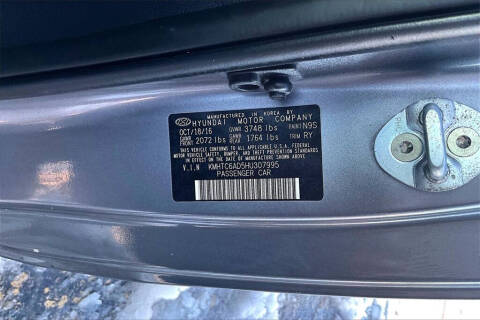 MANUFACTURED IN KOREA BY
HYUNDAI MOTOR COMPANY
OCT/18/16 GVWR 3748 lbs PAINT N9S
GAWR FRONT 2072 lbs GAWR REAR 1764 lbs TRIM RY
THIS VEHICLE CONFORMS TO ALL APPLICABLE U.S.A. FEDERAL
MOTOR VEHICLE SAFETY, BUMPER, AND THEFT PREVENTION STANDARDS
IN EFFECT ON THE DATE OF MANUFACTURE SHOWN ABOVE.
V.I.N KMHTC6AD5HU307995
PASSENGER CAR